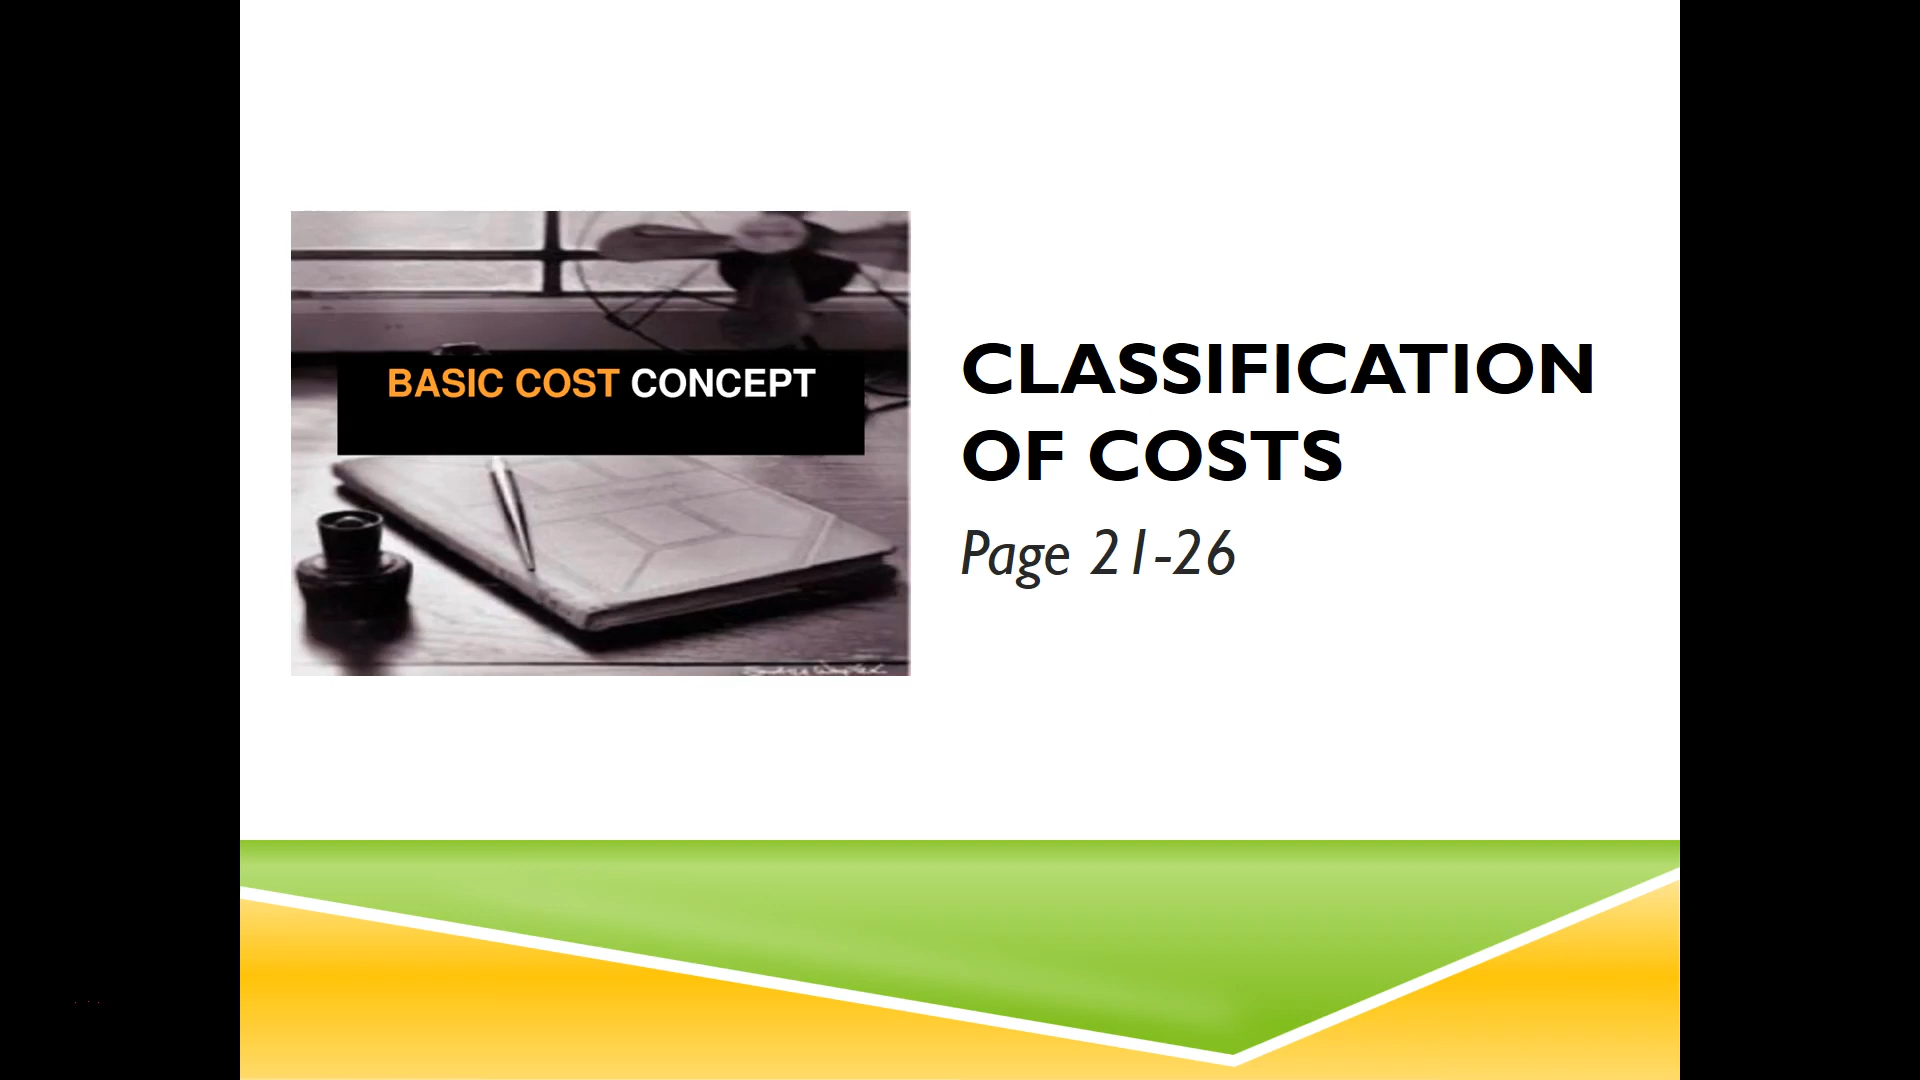 BASIC COST CONCEPT
CLASSIFICATION
OF COSTS
Page 21-26